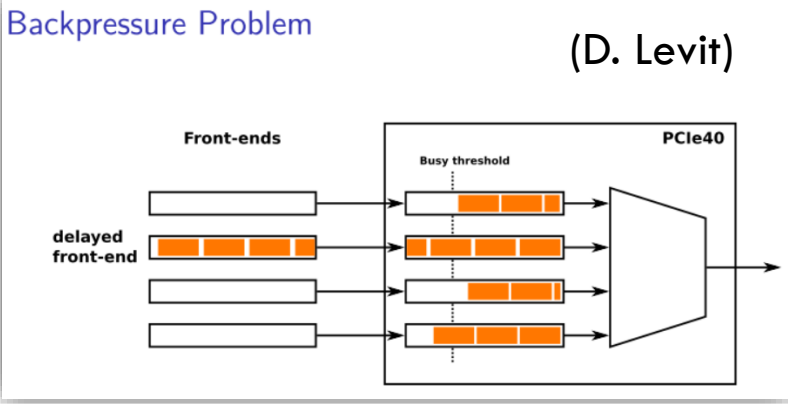 Backpressure Problem
(D. Levit)
Front-ends
PCIe40
Busy threshold
delayed
front-end